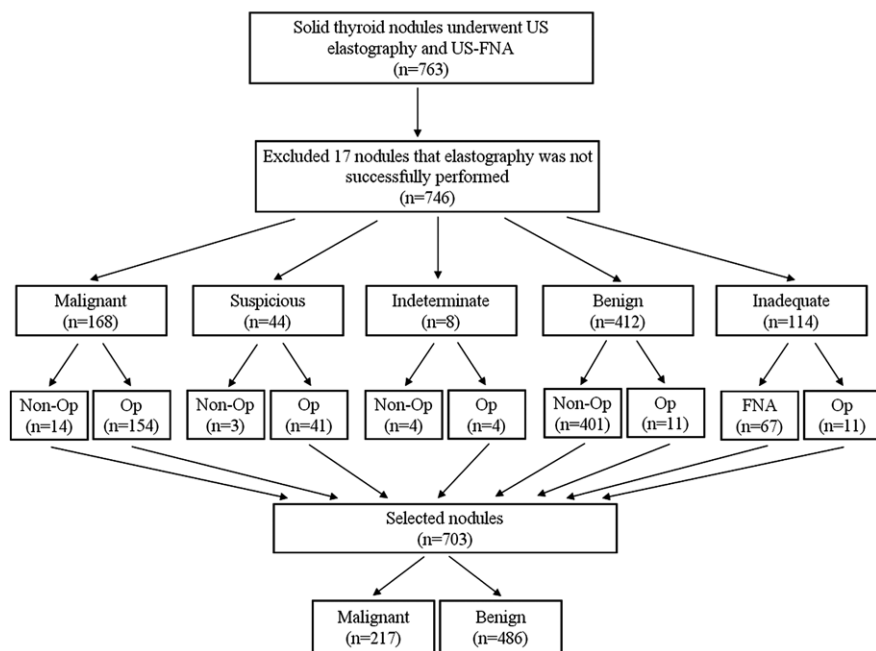 Solid thyroid nodules underwent US
elastography and US-FNA
(n=763)
Excluded 17 nodules that elastography was not
successfully performed
(n=746)
Malignant
(n=168)
Suspicious
(n=44)
Indeterminate
(n=8)
Benign
(n=412)
Inadequate
(n=114)
Non-Op
(n=14)
Op
(n=154)
Non-Op
(n=3)
Op
(n=41)
Non-Op
(n=4)
Op
(n=4)
Non-Op
(n=401)
Op
(n=11)
FNA
(n=67)
Op
(n=11)
Selected nodules
(n=703)
Malignant
(n=217)
Benign
(n=486)